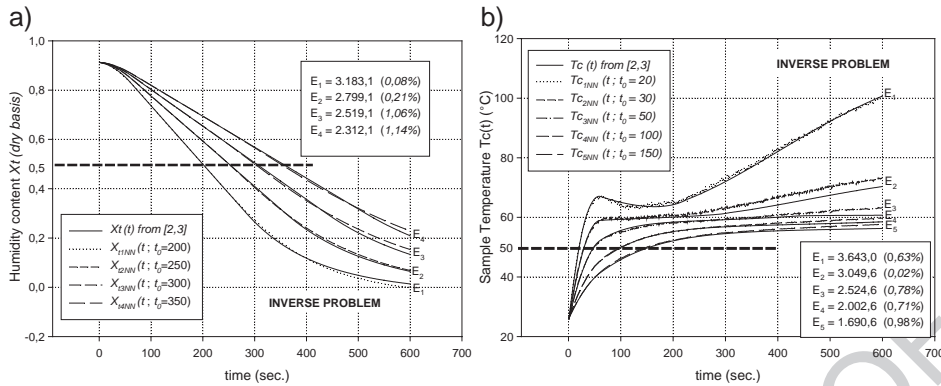 a)
Humidity content Xt (dry basis)
1,0
0,8
0,6
0,5
0,4
0,2
0,0
-0,2
E1 = 3.183,1 (0,08%)
E2 = 2.799,1 (0,21%)
E3 = 2.519,1 (1,06%)
E4 = 2.312,1 (1,14%)
Xt (t) from [2,3]
Xt1NN (t ; t0=200)
Xt2NN (t ; t0=250)
Xt3NN (t ; t0=300)
Xt4NN (t ; t0=350)
E4
E3
E2
E1
INVERSE PROBLEM
0 100 200 300 400 500 600 700
time (sec.)
b)
Sample Temperature Tc(t) (°C)
120
100
80
60
50
40
20
Tc (t) from [2,3]
Tc1NN (t ; t0 = 20)
Tc2NN (t ; t0 = 30)
Tc3NN (t ; t0 = 50)
Tc4NN (t ; t0 = 100)
Tc5NN (t ; t0 = 150)
INVERSE PROBLEM
E1
E2
E3
E4
E5
E1 = 3.643,0 (0,63%)
E2 = 3.049,6 (0,02%)
E3 = 2.524,6 (0,78%)
E4 = 2.002,6 (0,71%)
E5 = 1.690,6 (0,98%)
0 100 200 300 400 500 600 700
time (sec.)